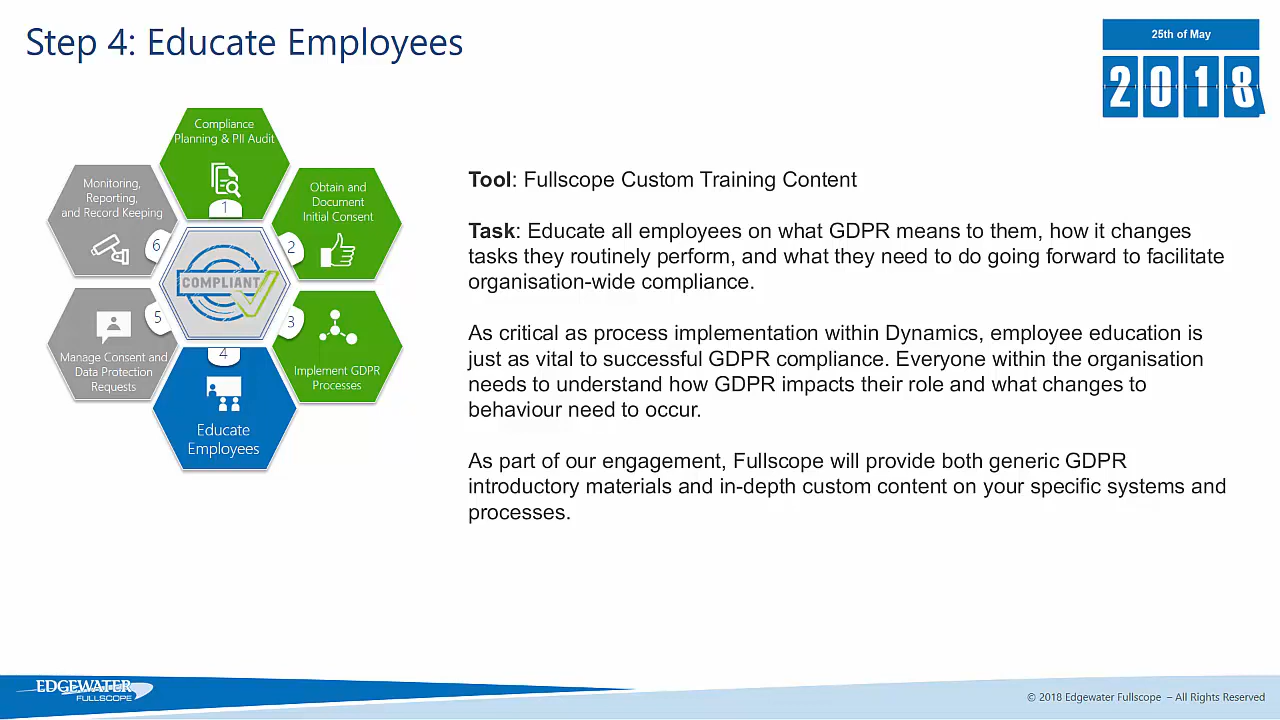 Step 4: Educate Employees
25th of May
2018
Compliance
Planning & PII Audit
1
Obtain and
Document
Initial Consent
2
Implement GDPR
Processes
3
4
Educate
Employees
Manage Consent and
Data Protection
Requests
5
Monitoring,
Reporting,
and Record Keeping
6
COMPLIANT
Tool: Fullscope Custom Training Content
Task: Educate all employees on what GDPR means to them, how it changes
tasks they routinely perform, and what they need to do going forward to facilitate
organisation-wide compliance.
As critical as process implementation within Dynamics, employee education is
just as vital to successful GDPR compliance. Everyone within the organisation
needs to understand how GDPR impacts their role and what changes to
behaviour need to occur.
As part of our engagement, Fullscope will provide both generic GDPR
introductory materials and in-depth custom content on your specific systems and
processes.
EDGEWATER
FULLSCOPE
© 2018 Edgewater Fullscope – All Rights Reserved